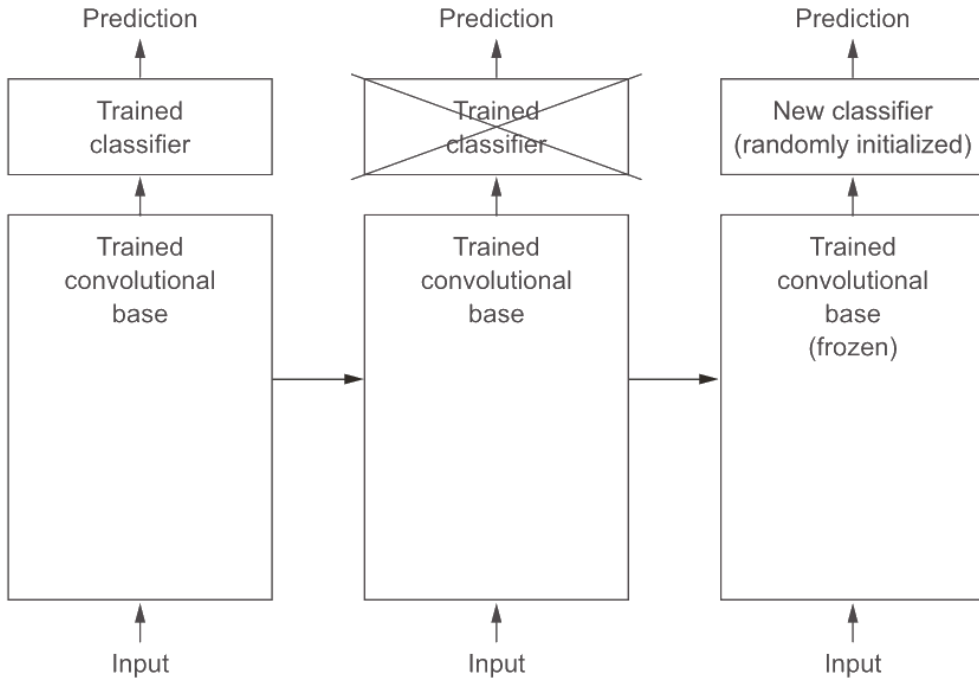 Prediction
Trained
classifier
Trained
convolutional
base
Input
Prediction
Trained
classifier
Trained
convolutional
base
Input
Prediction
New classifier
(randomly initialized)
Trained
convolutional
base
(frozen)
Input